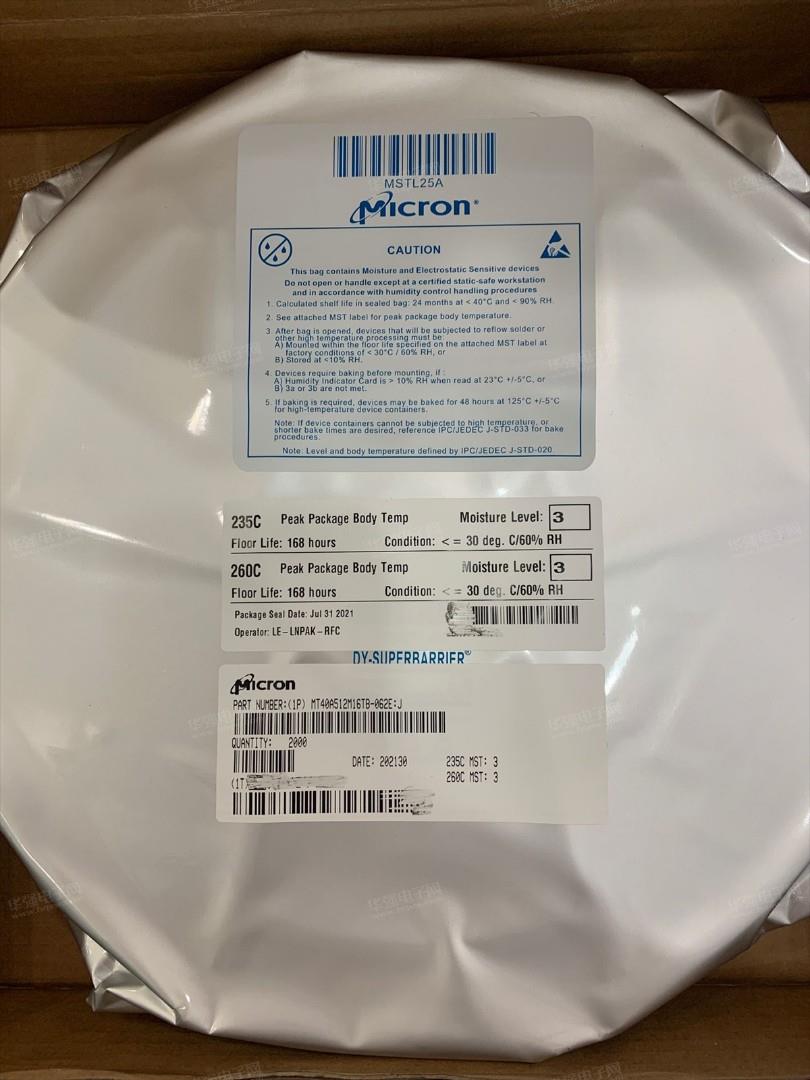 MSTL25A
Micron®
CAUTION
This bag contains Moisture and Electrostatic Sensitive devices
Do not open or handle except at a certified static-safe workstation
and in accordance with humidity control handling procedures
1. Calculated shelf life in sealed bag: 24 months at < 40°C and < 90% RH.
2. See attached MST label for peak package body temperature.
3. After bag is opened, devices that will be subjected to reflow solder or
other high temperature processing must be:
A) Mounted within the floor life specified on the attached MST label at
factory conditions of < 30°C / 60% RH, or
B) Stored at <10% RH.
4. Devices require baking before mounting, if :
A) Humidity Indicator Card is > 10% RH when read at 23°C +/-5°C, or
B) 3a or 3b are not met.
5. If baking is required, devices may be baked for 48 hours at 125°C +/-5°C
for high-temperature device containers.
Note: If device containers cannot be subjected to high temperature, or
shorter bake times are desired, reference IPC/JEDEC J-STD-033 for bake
procedures.
Note: Level and body temperature defined by IPC/JEDEC J-STD-020
235C Peak Package Body Temp Moisture Level: 3
Floor Life: 168 hours Condition: < = 30 deg. C/60% RH
260C Peak Package Body Temp Moisture Level: 3
Floor Life: 168 hours Condition: < = 30 deg. C/60% RH
Package Seal Date: Jul 31 2021
Operator: LE-LNPAK-RFC
DY-SUPERBARRIER®
Micron
PART NUMBER:(1P) MT40A512M16TB-062E:J
QUANTITY: 2000
DATE: 202130 235C MST: 3
260C MST: 3
(1T)
华强电子网